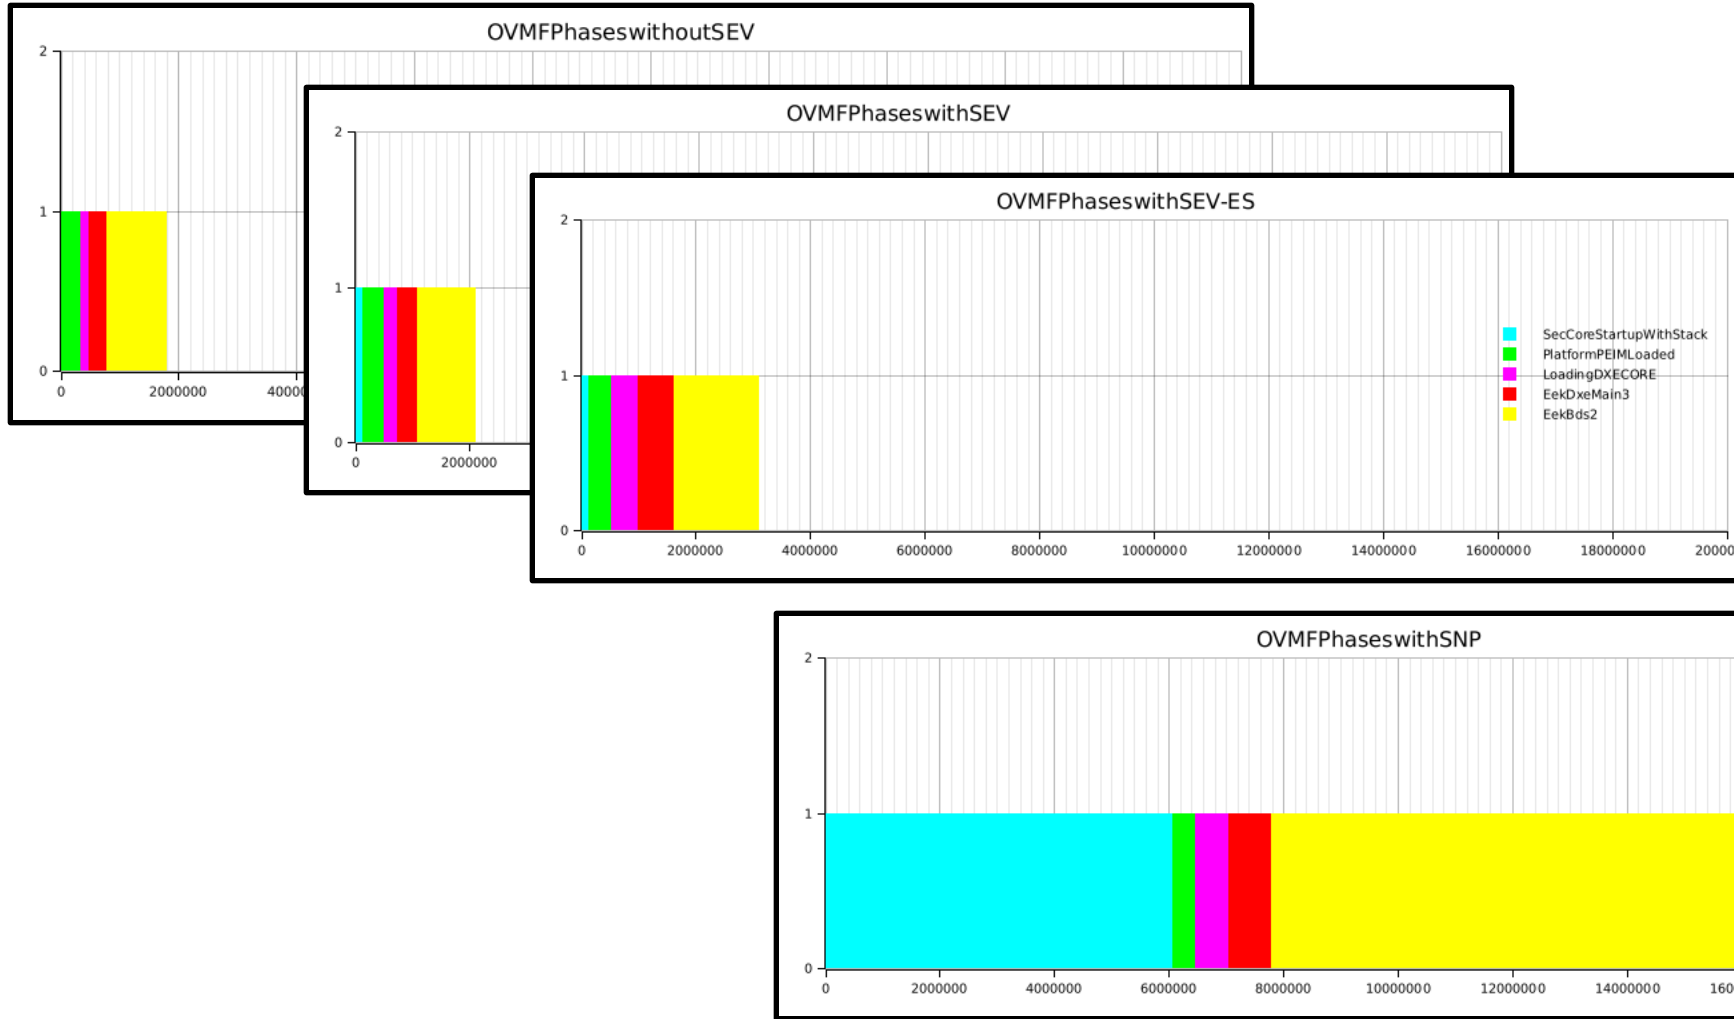 OVMFPhaseswithoutSEV
2
1
0
0 2000000
OVMFPhaseswithSEV
2
1
0
0 2000000
OVMFPhaseswithSEV-ES
2
1
0
0 2000000 4000000 6000000 8000000 10000000 12000000 14000000 16000000 18000000
SecCoreStartupWithStack
PlatformPEIMLoaded
LoadingDXECORE
EekDxeMain3
EekBds2
OVMFPhaseswithSNP
2
1
0
0 2000000 4000000 6000000 8000000 10000000 12000000 14000000